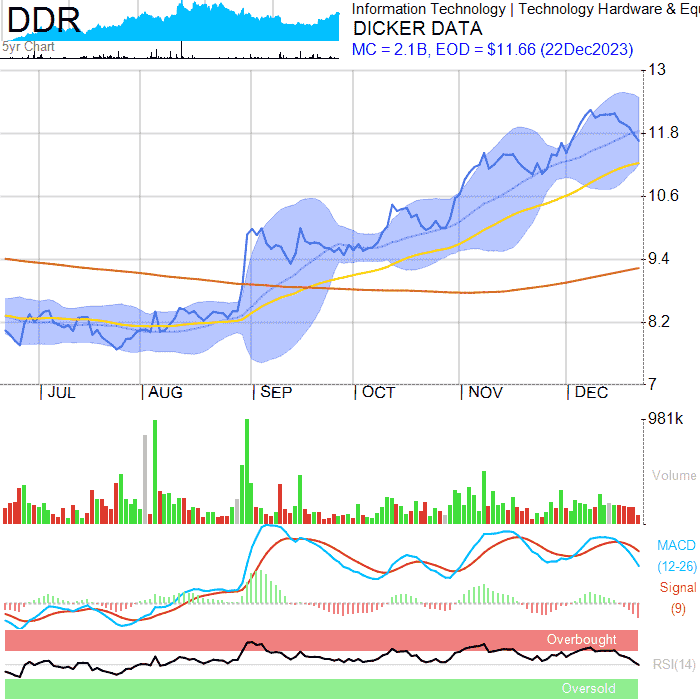 DDR
5yr Chart
Information Technology | Technology Hardware & Equ
DICKER DATA
MC = 2.1B, EOD = $11.66 (22Dec2023)
13
11.8
10.6
9.4
8.2
7
| JUL | AUG | SEP | OCT | NOV | DEC
981k
Volume
MACD
(12-26)
Signal
(9)
Overbought
RSI(14)
Oversold